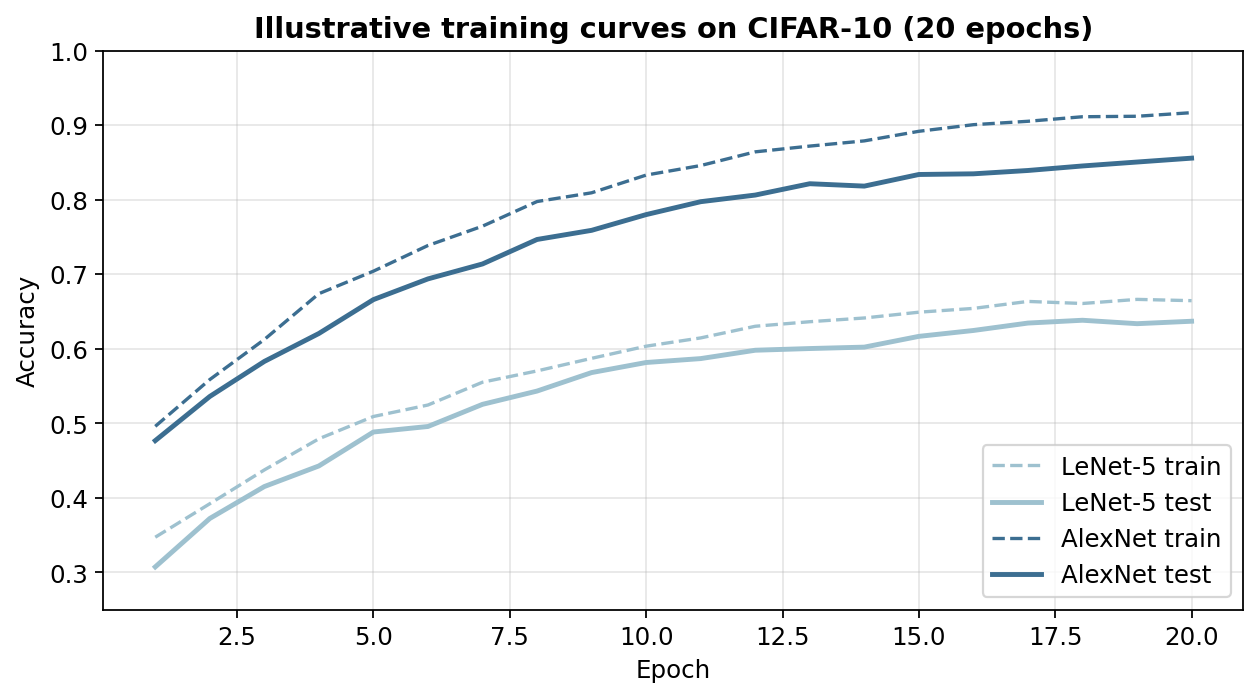 Illustrative training curves on CIFAR-10 (20 epochs)
1.0
0.9
0.8
0.7
0.6
0.5
0.4
0.3
Accuracy
LeNet-5 train
LeNet-5 test
AlexNet train
AlexNet test
2.5 5.0 7.5 10.0 12.5 15.0 17.5 20.0
Epoch